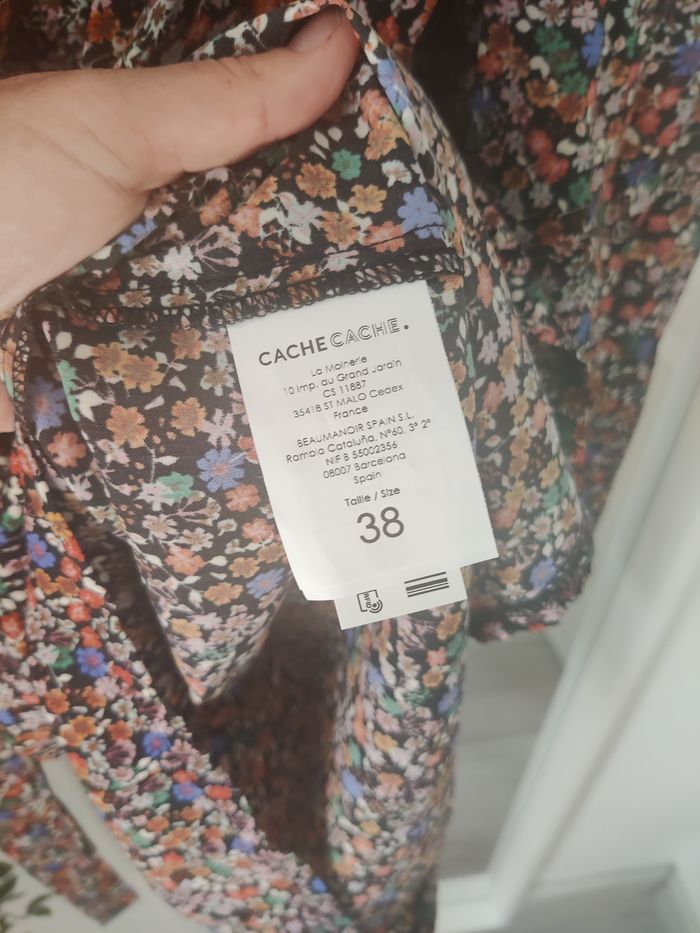 CACHE CACHE.
La Moinerie
10 Imp. du Grand Jardin
CS 11887
35418 ST MALO Cedex
France
BEAUMANOIR SPAIN S.L.
Rambla Cataluña, Nº60, 3º 2º
NIF B 55002356
08007 Barcelona
Spain
Taille / Size
38
RFID